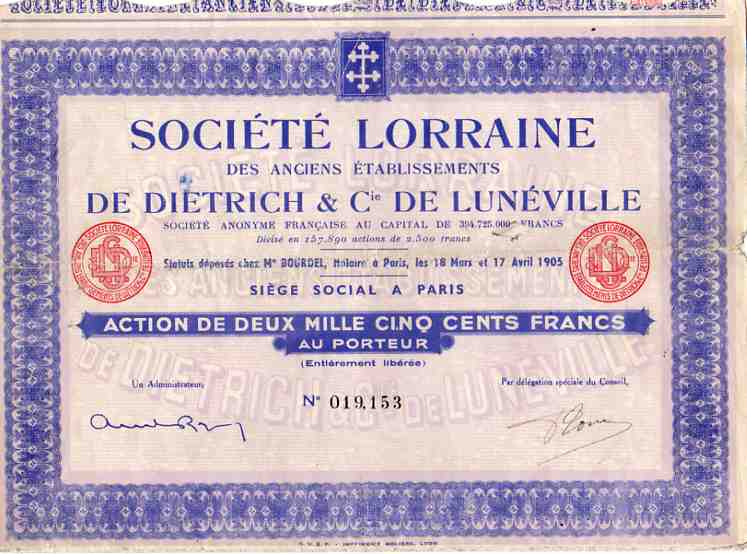 SOCIÉTÉ LORRAINE
DES ANCIENS ÉTABLISSEMENTS
DE DIÉTRICH & Cie DE LUNÉVILLE
SOCIÉTÉ ANONYME FRANÇAISE AU CAPITAL DE 394.725.000 FRANCS
Divisé en 157.890 actions de 2.500 francs
Statuts déposés chez Me BOURDEL, Notaire à Paris, les 18 Mars et 17 Avril 1905
SIÈGE SOCIAL A PARIS
ACTION DE DEUX MILLE CINQ CENTS FRANCS
AU PORTEUR
(Entièrement libérée)
Un Administrateur,
Par délégation spéciale du Conseil,
No 019,153